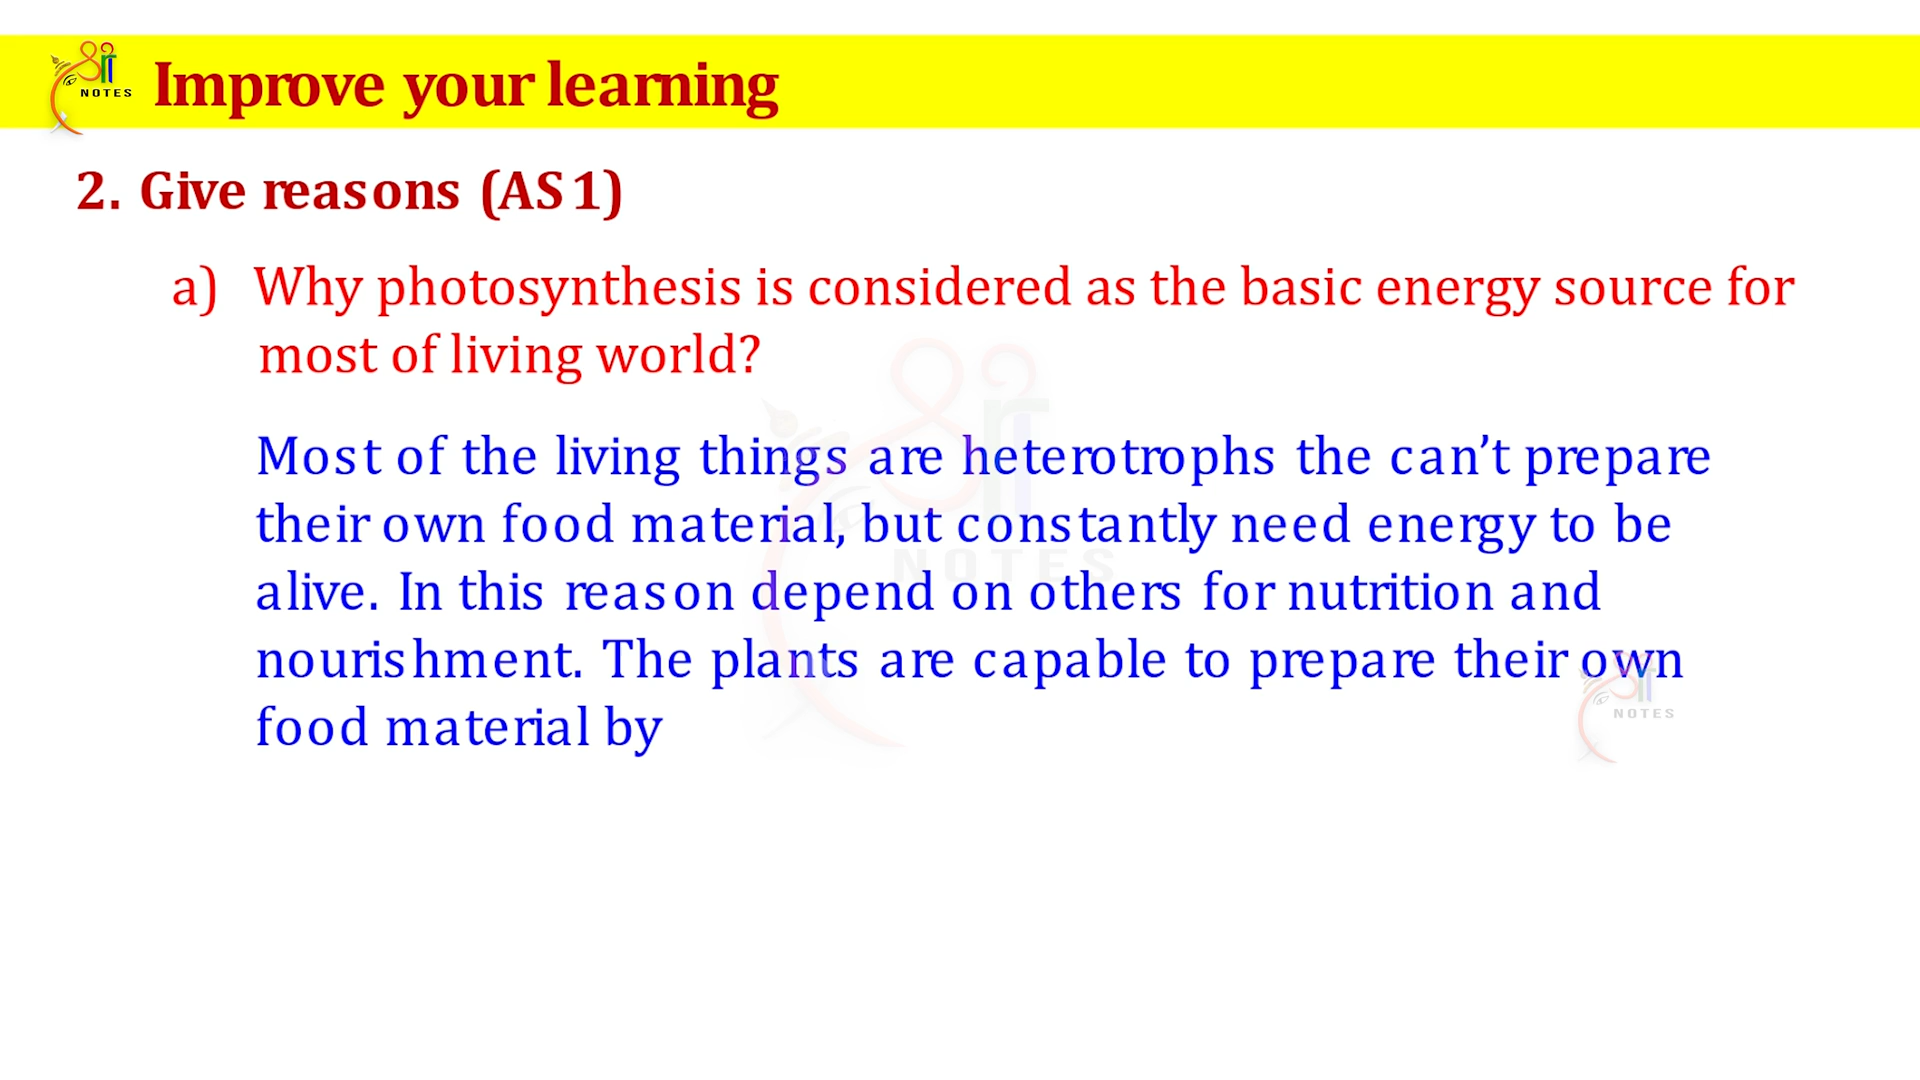 NOTES
Improve your learning
2. Give reasons (AS1)
a) Why photosynthesis is considered as the basic energy source for
most of living world?
Most of the living things are heterotrophs the can't prepare
their own food material, but constantly need energy to be
alive. In this reason depend on others for nutrition and
NOTES
nourishment. The plants are capable to prepare their own
food material by
NOTES